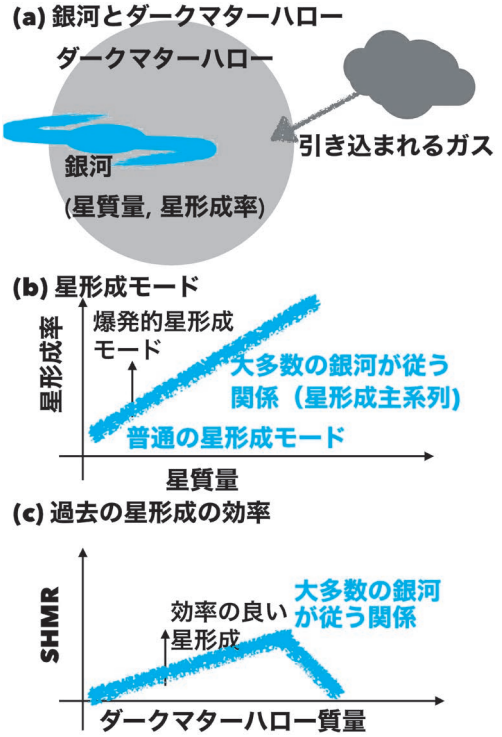 (a) 銀河とダークマターハロー
ダークマターハロー
引き込まれるガス
銀河
(星質量, 星形成率)
(b) 星形成モード
星形成率
爆発的星形成
モード
大多数の銀河が従う
関係（星形成主系列)
普通の星形成モード
星質量
(c) 過去の星形成の効率
SHMR
効率の良い
星形成
大多数の銀河
が従う関係
ダークマターハロー質量